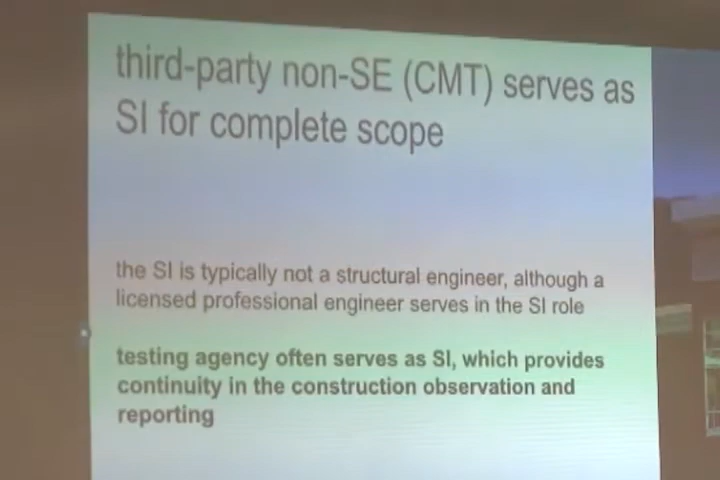 third-party non-SE (CMT) serves as
SI for complete scope
the SI is typically not a structural engineer, although a
licensed professional engineer serves in the SI role
testing agency often serves as SI, which provides
continuity in the construction observation and
reporting